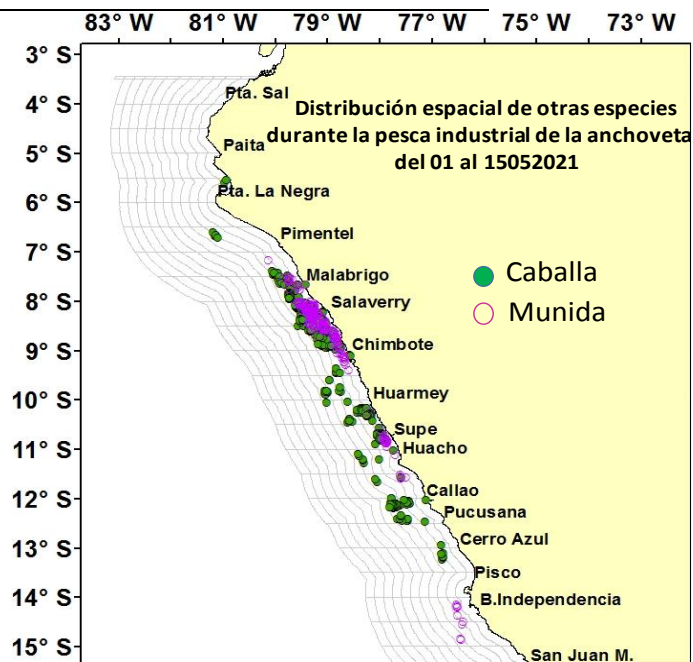 83° W 81° W 79° W 77° W 75° W 73° W
3° S
4° S
5° S
6° S
7° S
8° S
9° S
10° S
11° S
12° S
13° S
14° S
15° S
Distribución espacial de otras especies
durante la pesca industrial de la anchoveta
del 01 al 15052021
Caballa
Munida
Pta. Sal
Paita
Pta. La Negra
Pimentel
Malabrigo
Salaverry
Chimbote
Huarmey
Supe
Huacho
Callao
Pucusana
Cerro Azul
Pisco
B.Independencia
San Juan M.